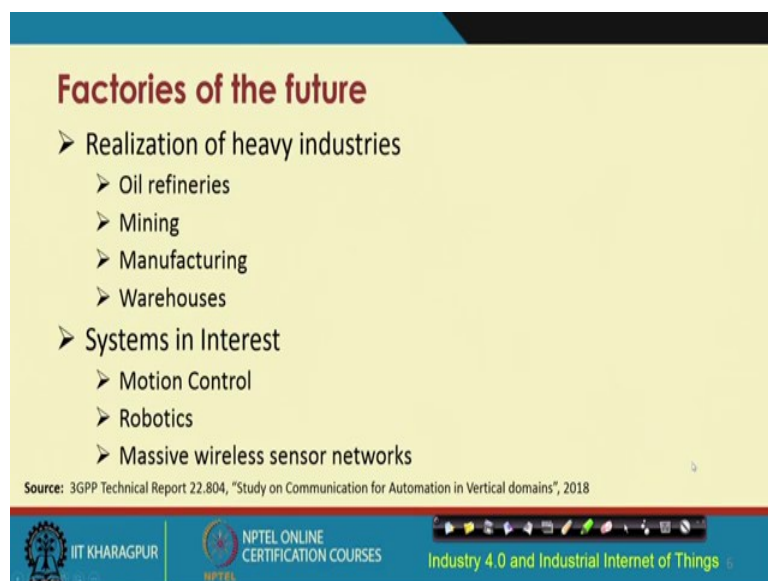 Factories of the future
➤ Realization of heavy industries
➤ Oil refineries
➤ Mining
➤ Manufacturing
➤ Warehouses
➤ Systems in Interest
➤ Motion Control
➤ Robotics
➤ Massive wireless sensor networks
Source: 3GPP Technical Report 22.804, "Study on Communication for Automation in Vertical domains", 2018
IIT KHARAGPUR
NPTEL
NPTEL ONLINE
CERTIFICATION COURSES
Industry 4.0 and Industrial Internet of Things 6